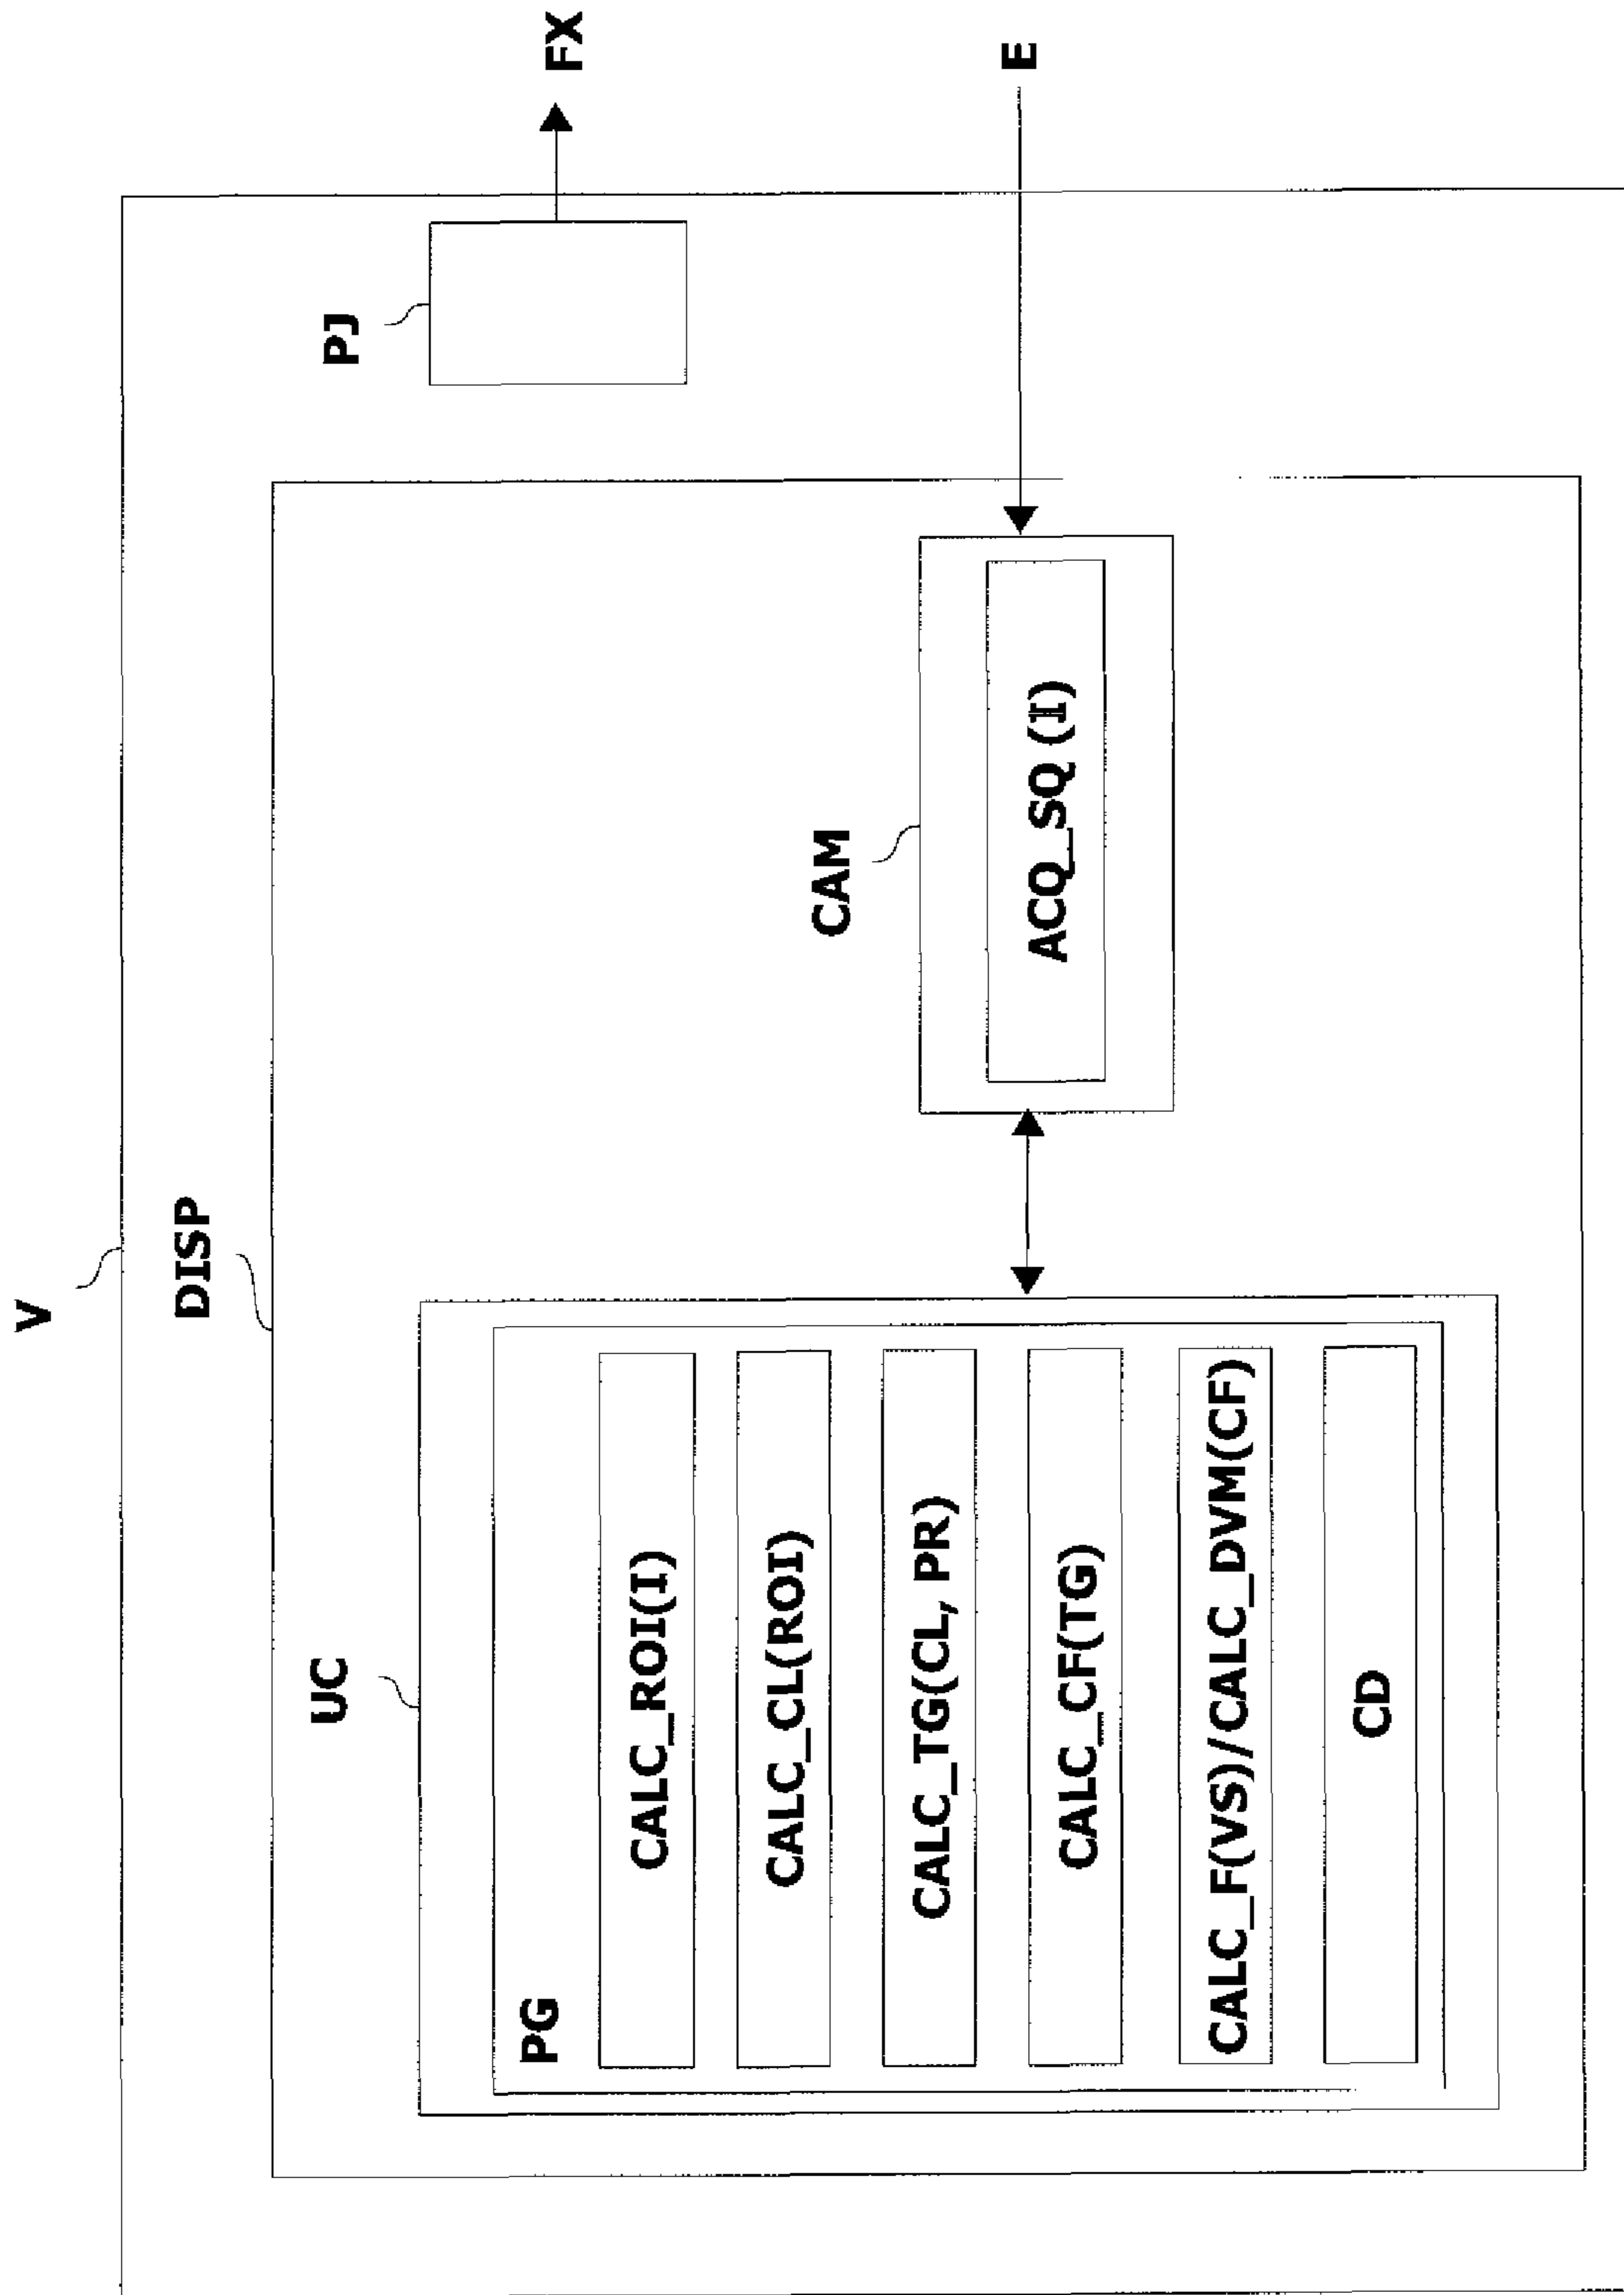 V
DISP
UC
PG
CALC_ROI(I)
CALC_CL(ROI)
CALC_TG(CL, PR)
CALC_CF(TG)
CALC_F(VS)/CALC_DVM(CF)
CD
CAM
ACQ_SQ (I)
PJ
FX
E